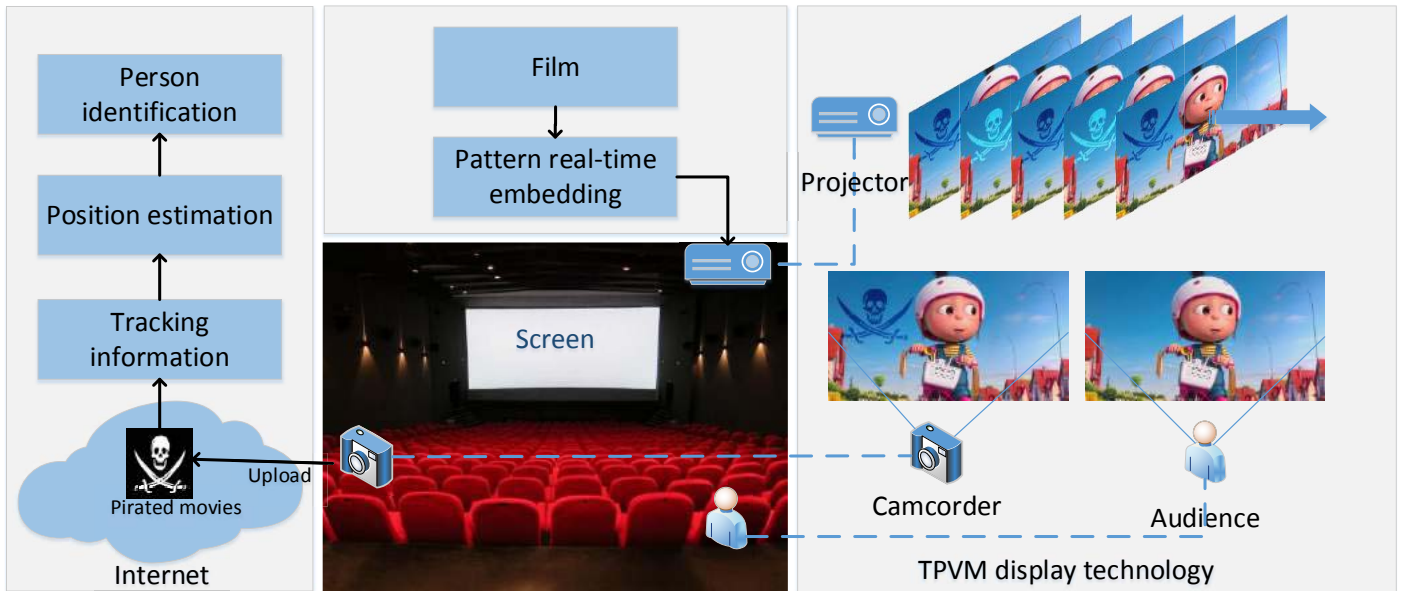 Person
identification
Position estimation
Tracking
information
Pirated movies
Internet
Upload
Film
Pattern real-time
embedding
Screen
Projector
Camcorder
Audience
TPVM display technology